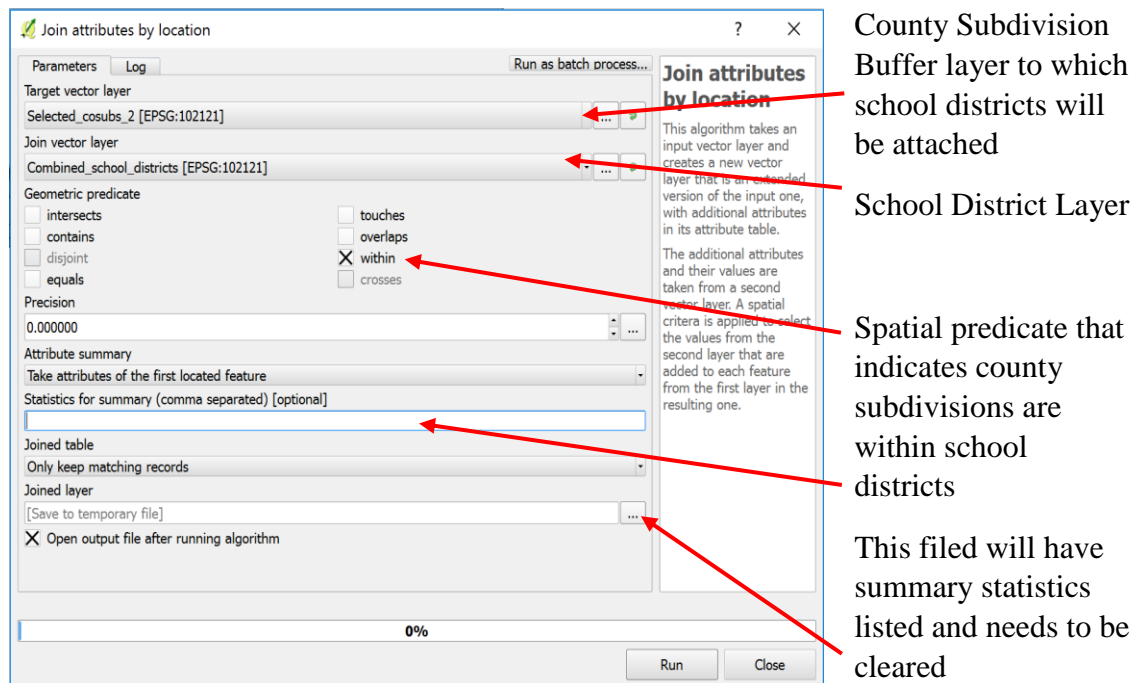 Join attributes by location
?
Parameters
Log
Run as batch process...
Target vector layer
Selected_cosubs_2 [EPSG:102121]
...
Join vector layer
Combined_school_districts [EPSG:102121]
...
Geometric predicate
intersects
touches
contains
overlaps
disjoint
within
equals
crosses
Precision
0.000000
...
Attribute summary
Take attributes of the first located feature
Statistics for summary (comma separated) [optional]
Joined table
Only keep matching records
Joined layer
[Save to temporary file]
...
Open output file after running algorithm
0%
Run
Close
Join attributes
by location
This algorithm takes an
input vector layer and
creates a new vector
layer that is an extended
version of the input one,
with additional attributes
in its attribute table.
The additional attributes
and their values are
taken from a second
vector layer. A spatial
critera is applied to select
the values from the
second layer that are
added to each feature
from the first layer in the
resulting one.
County Subdivision
Buffer layer to which
school districts will
be attached
School District Layer
Spatial predicate that
indicates county
subdivisions are
within school
districts
This filed will have
summary statistics
listed and needs to be
cleared